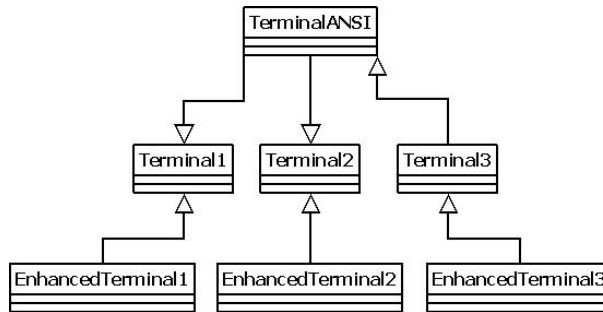 TerminalANSI
Terminal1
Terminal2
Terminal3
EnhancedTerminal1
EnhancedTerminal2
EnhancedTerminal3